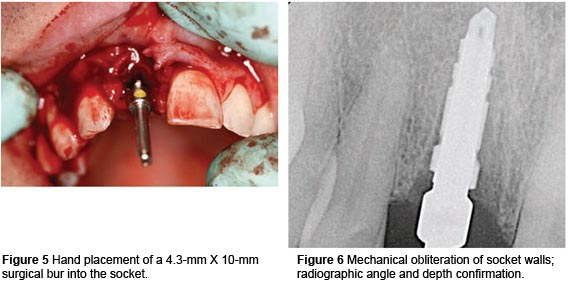 Figure 5 Hand placement of a 4.3-mm X 10-mm
surgical bur into the socket.
Figure 6 Mechanical obliteration of socket walls;
radiographic angle and depth confirmation.